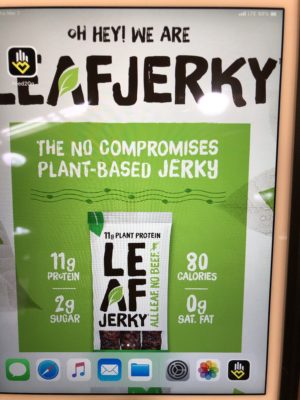 OH HEY! WE ARE
LEAFJERKY
THE NO COMPROMISES
PLANT-BASED JERKY
11g PLANT PROTEIN
LE
AF
JERKY
ALL LEAF. NO BEEF.
11g
PROTEIN
2g
SUGAR
80
CALORIES
0g
SAT. FAT